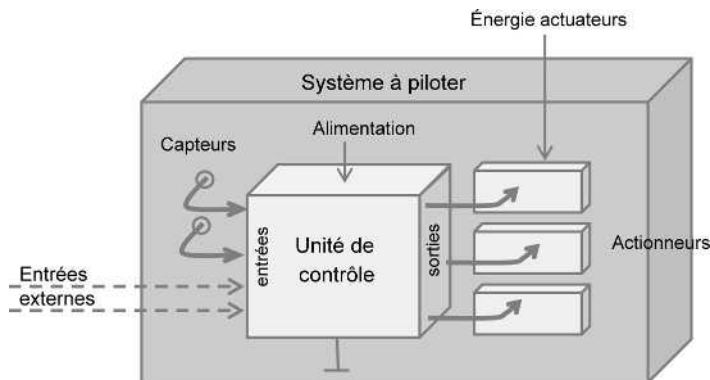 Énergie actuateurs
Système à piloter
Alimentation
Capteurs
entrées
Unité de
contrôle
sorties
Actionneurs
Entrées
externes